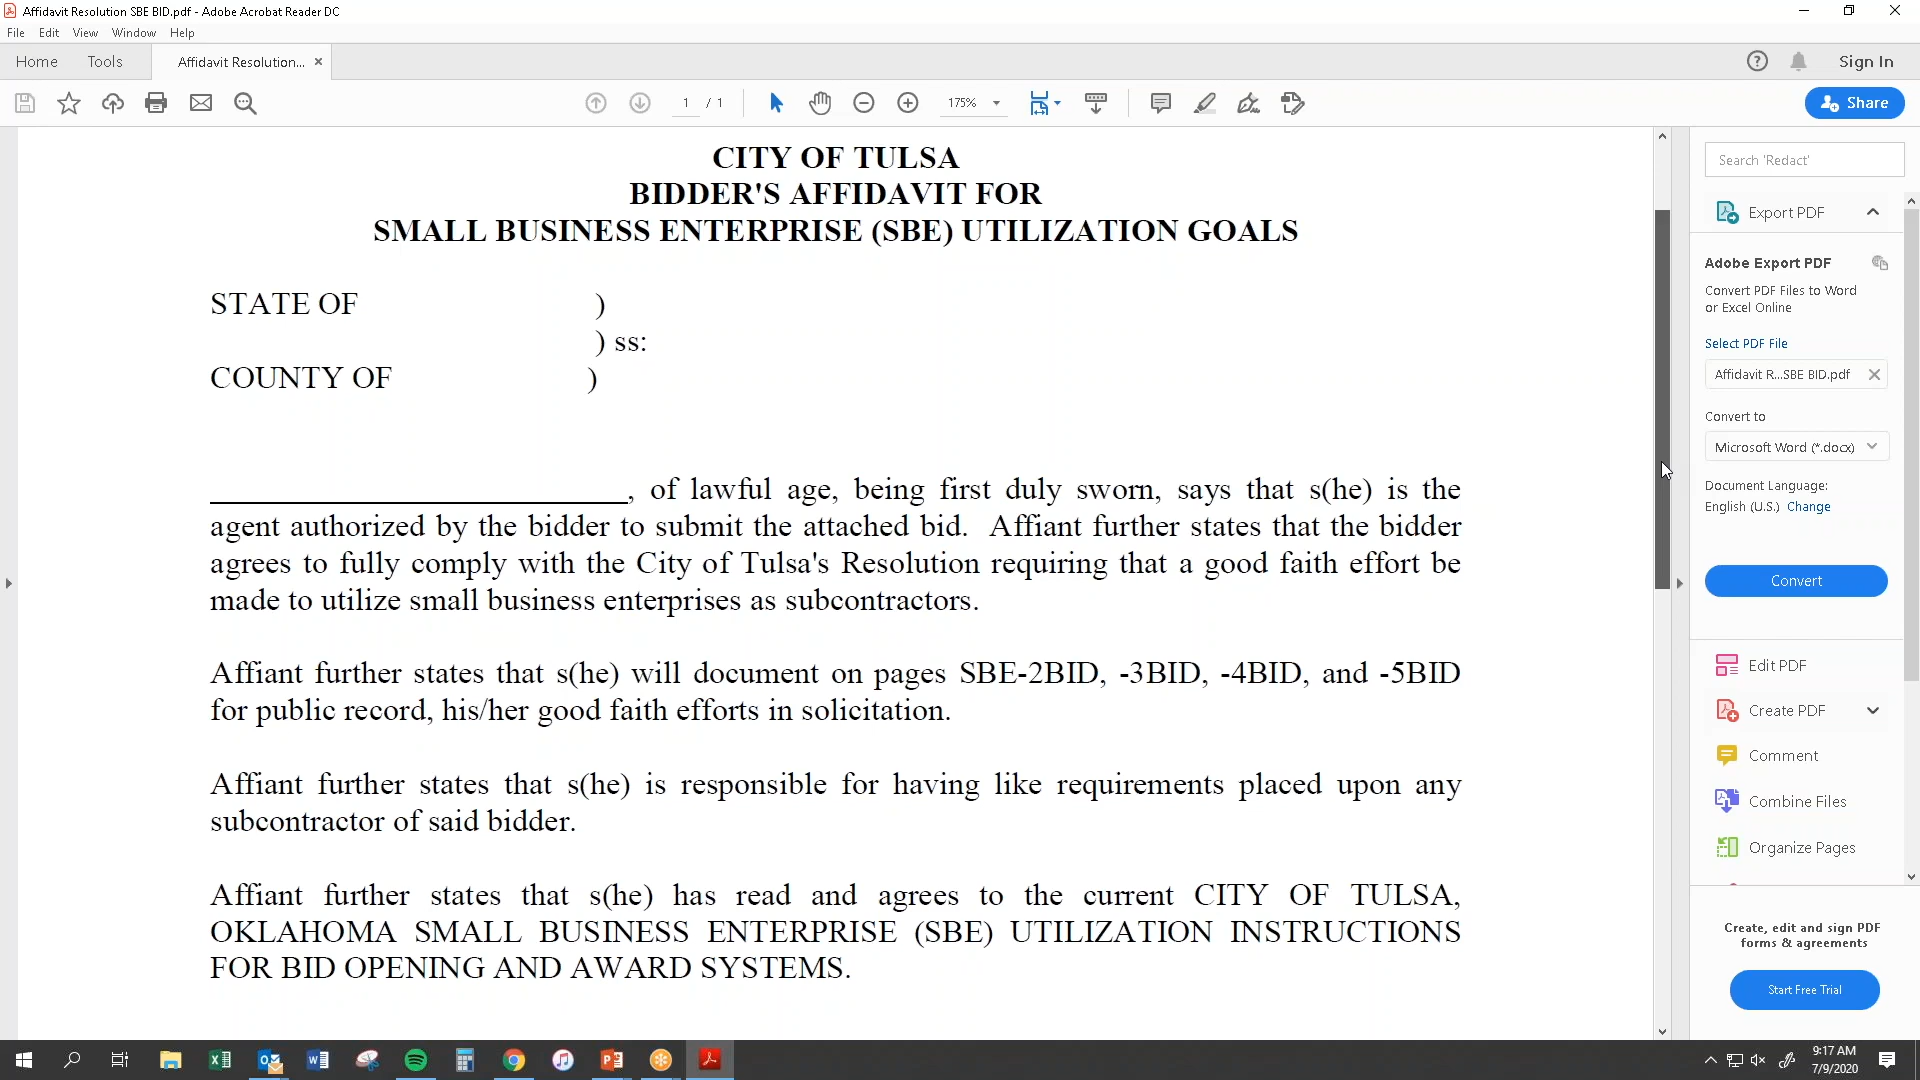 Affidavit Resolution SBE BID.pdf - Adobe Acrobat Reader DC
File Edit View Window Help
Home Tools Affidavit Resolution... × Sign In
1 / 1 175% Share
CITY OF TULSA
BIDDER'S AFFIDAVIT FOR
SMALL BUSINESS ENTERPRISE (SBE) UTILIZATION GOALS
STATE OF )
) ss:
COUNTY OF )
__________________________, of lawful age, being first duly sworn, says that s(he) is the
agent authorized by the bidder to submit the attached bid. Affiant further states that the bidder
agrees to fully comply with the City of Tulsa's Resolution requiring that a good faith effort be
made to utilize small business enterprises as subcontractors.
Affiant further states that s(he) will document on pages SBE-2BID, -3BID, -4BID, and -5BID
for public record, his/her good faith efforts in solicitation.
Affiant further states that s(he) is responsible for having like requirements placed upon any
subcontractor of said bidder.
Affiant further states that s(he) has read and agrees to the current CITY OF TULSA,
OKLAHOMA SMALL BUSINESS ENTERPRISE (SBE) UTILIZATION INSTRUCTIONS
FOR BID OPENING AND AWARD SYSTEMS.
Search 'Redact'
Export PDF
Adobe Export PDF
Convert PDF Files to Word
or Excel Online
Select PDF File
Affidavit R...SBE BID.pdf
Convert to
Microsoft Word (*.docx)
Document Language:
English (U.S.) Change
Convert
Edit PDF
Create PDF
Comment
Combine Files
Organize Pages
Create, edit and sign PDF
forms & agreements
Start Free Trial
9:17 AM
7/9/2020